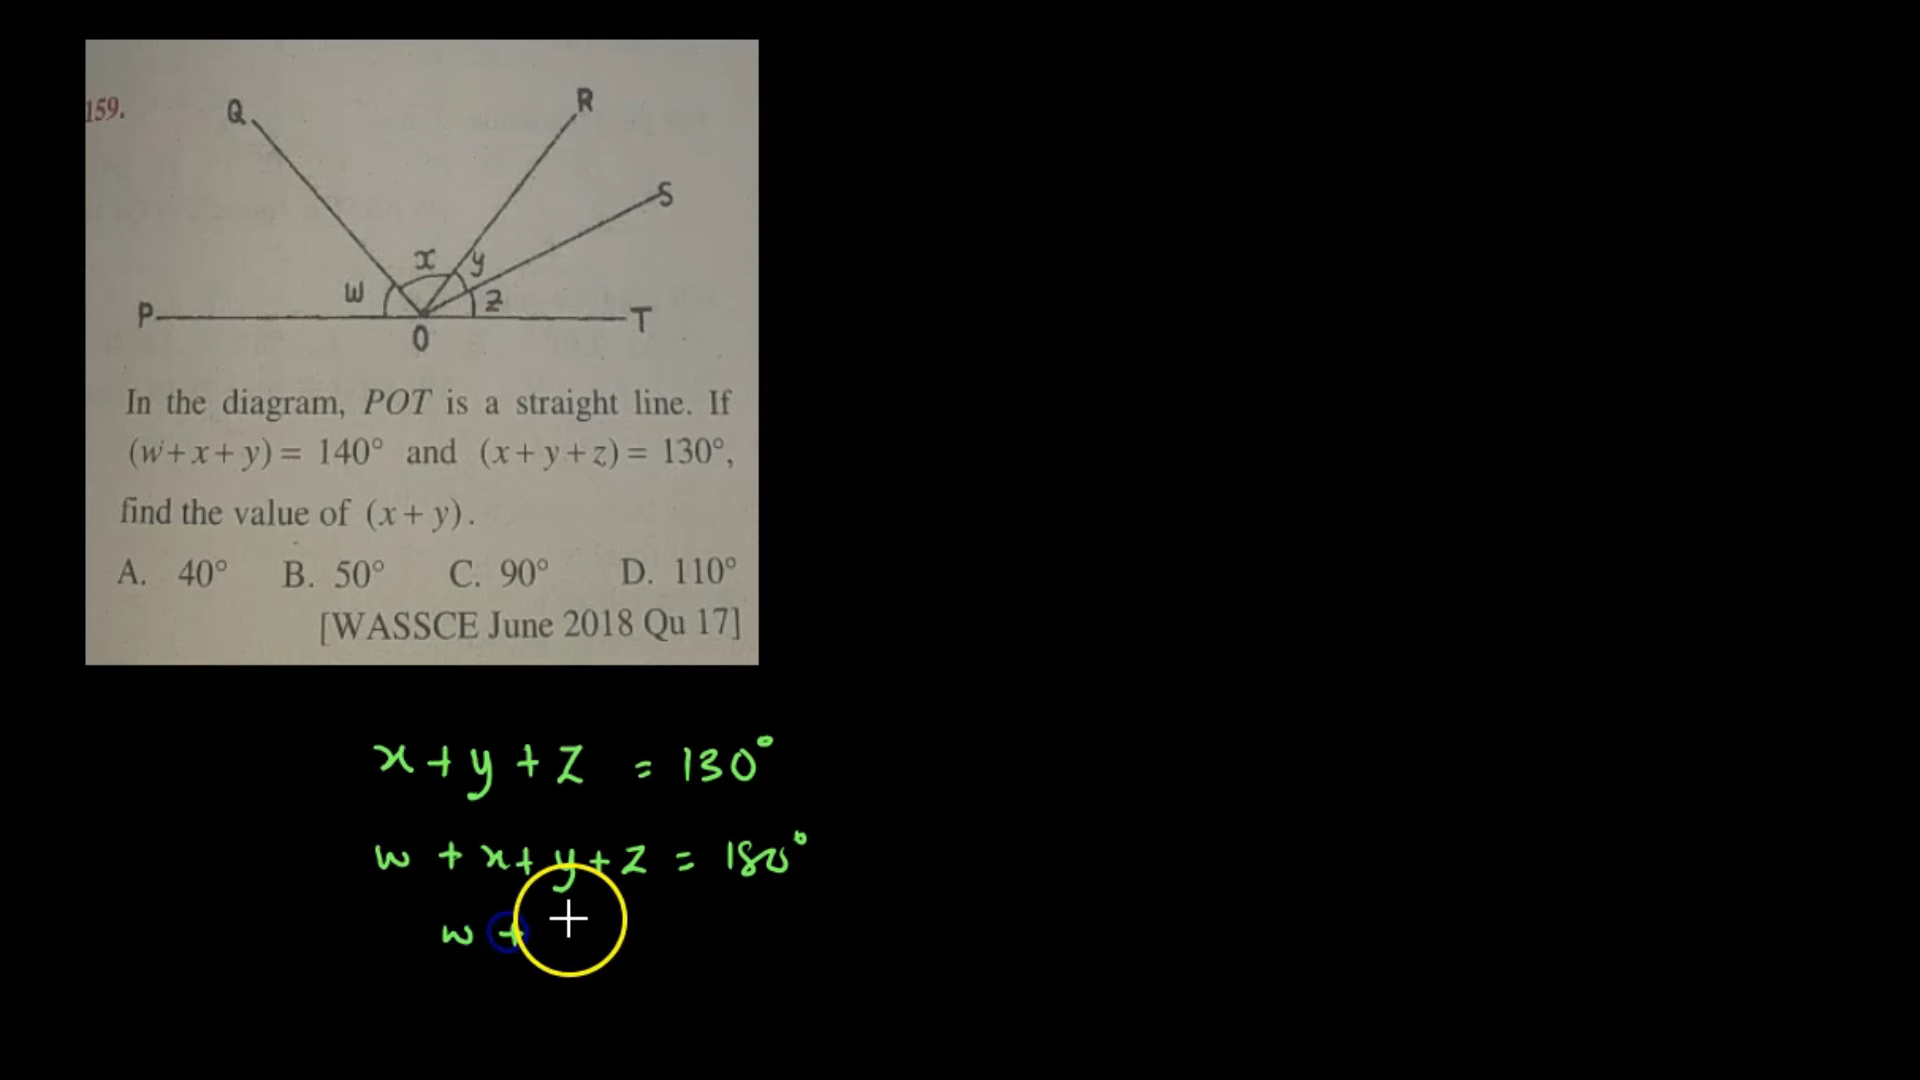 159.
Q
R
S
x
y
w
z
P
T
O
In the diagram, POT is a straight line. If
(w+x+y)= 140° and (x+y+z)= 130°,
find the value of (x+y).
A. 40° B. 50° C. 90° D. 110°
[WASSCE June 2018 Qu 17]
x+y+z = 130°
w + x+y+z = 180°
w +